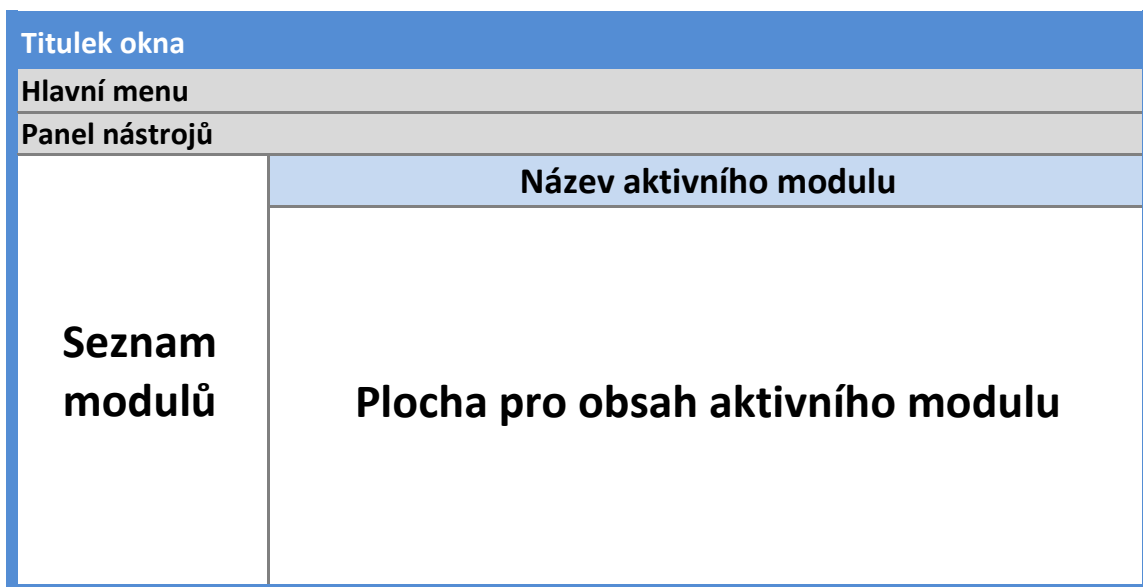 Titulek okna
Hlavní menu
Panel nástrojů
Název aktivního modulu
Seznam
modulů
Plocha pro obsah aktivního modulu